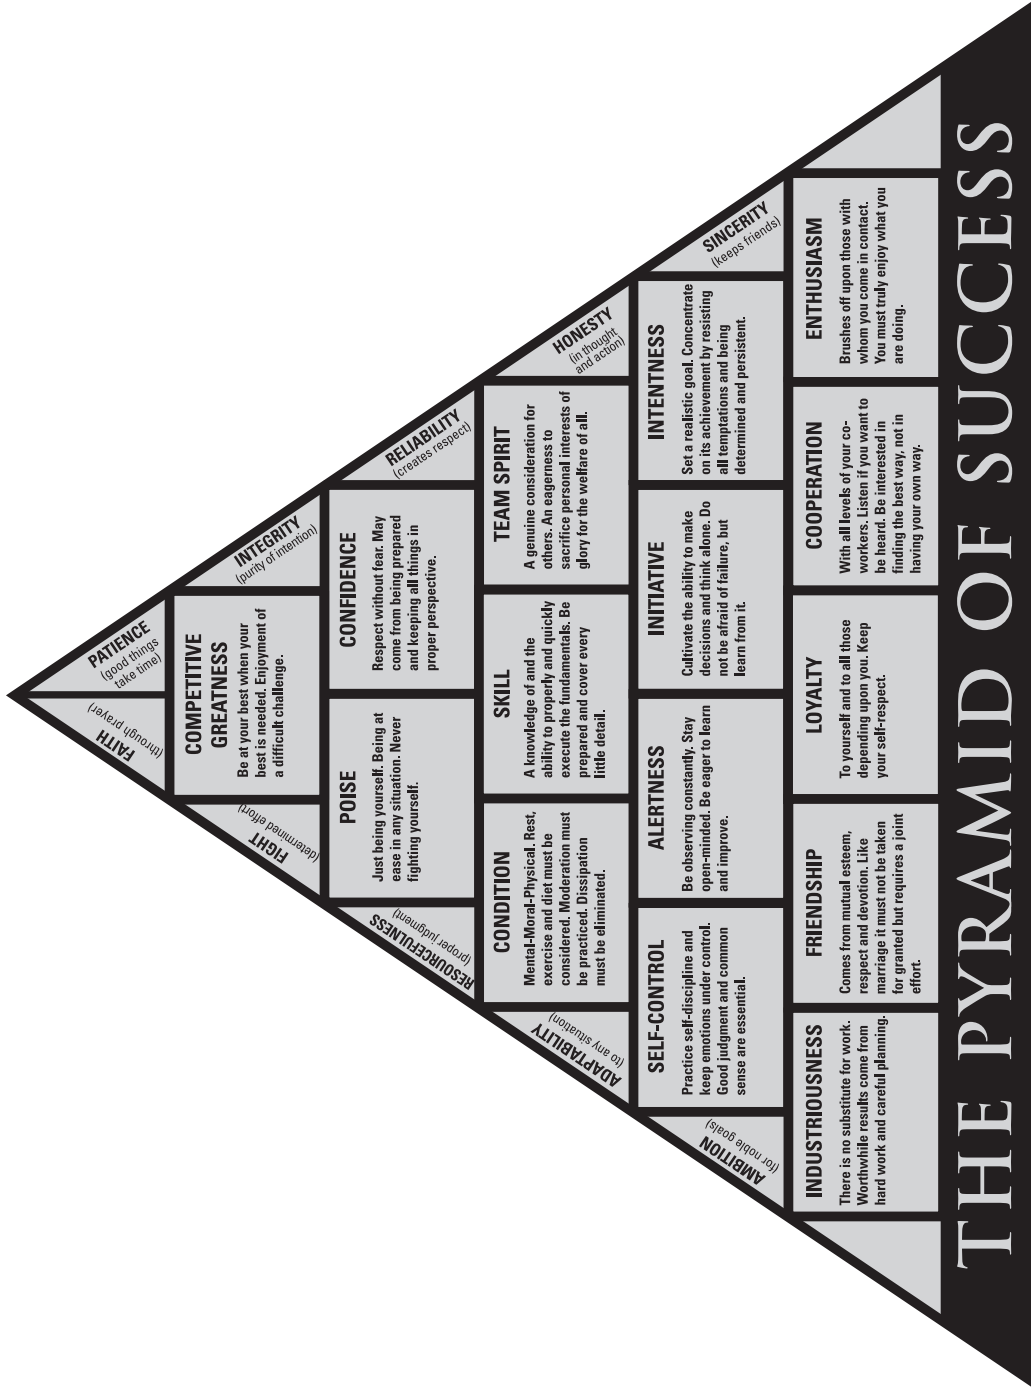 FAITH
(through prayer)
PATIENCE
(good things
take time)
FIGHT
(determined effort)
COMPETITIVE
GREATNESS
Be at your best when your
best is needed. Enjoyment of
a difficult challenge.
INTEGRITY
(purity of intention)
RESOURCEFULNESS
(proper judgment)
POISE
Just being yourself. Being at
ease in any situation. Never
fighting yourself.
CONFIDENCE
Respect without fear. May
come from being prepared
and keeping all things in
proper perspective.
RELIABILITY
(creates respect)
ADAPTABILITY
(to any situation)
CONDITION
Mental-Moral-Physical. Rest,
exercise and diet must be
considered. Moderation must
be practiced. Dissipation
must be eliminated.
SKILL
A knowledge of and the
ability to properly and quickly
execute the fundamentals. Be
prepared and cover every
little detail.
TEAM SPIRIT
A genuine consideration for
others. An eagerness to
sacrifice personal interests of
glory for the welfare of all.
HONESTY
(in thought
and action)
AMBITION
(for noble goals)
SELF-CONTROL
Practice self-discipline and
keep emotions under control.
Good judgment and common
sense are essential.
ALERTNESS
Be observing constantly. Stay
open-minded. Be eager to learn
and improve.
INITIATIVE
Cultivate the ability to make
decisions and think alone. Do
not be afraid of failure, but
learn from it.
INTENTNESS
Set a realistic goal. Concentrate
on its achievement by resisting
all temptations and being
determined and persistent.
SINCERITY
(keeps friends)
INDUSTRIOUSNESS
There is no substitute for work.
Worthwhile results come from
hard work and careful planning.
FRIENDSHIP
Comes from mutual esteem,
respect and devotion. Like
marriage it must not be taken
for granted but requires a joint
effort.
LOYALTY
To yourself and to all those
depending upon you. Keep
your self-respect.
COOPERATION
With all levels of your co-
workers. Listen if you want to
be heard. Be interested in
finding the best way, not in
having your own way.
ENTHUSIASM
Brushes off upon those with
whom you come in contact.
You must truly enjoy what you
are doing.
THE PYRAMID OF SUCCESS